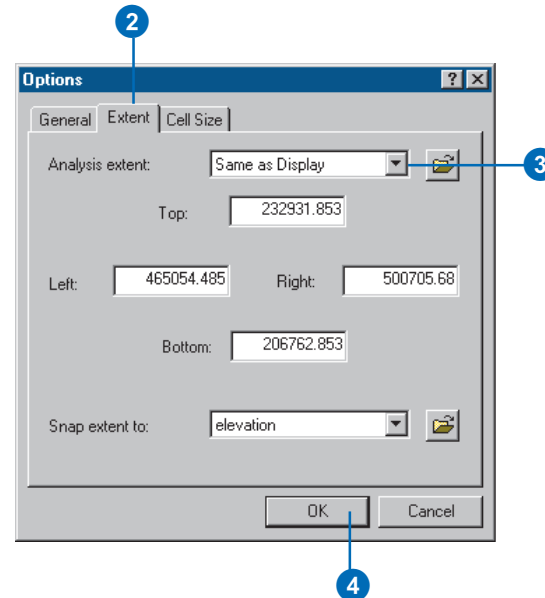 2
Options
General Extent Cell Size
Analysis extent: Same as Display
3
Top: 232931.853
Left: 465054.485 Right: 500705.68
Bottom: 206762.853
Snap extent to: elevation
OK Cancel
4